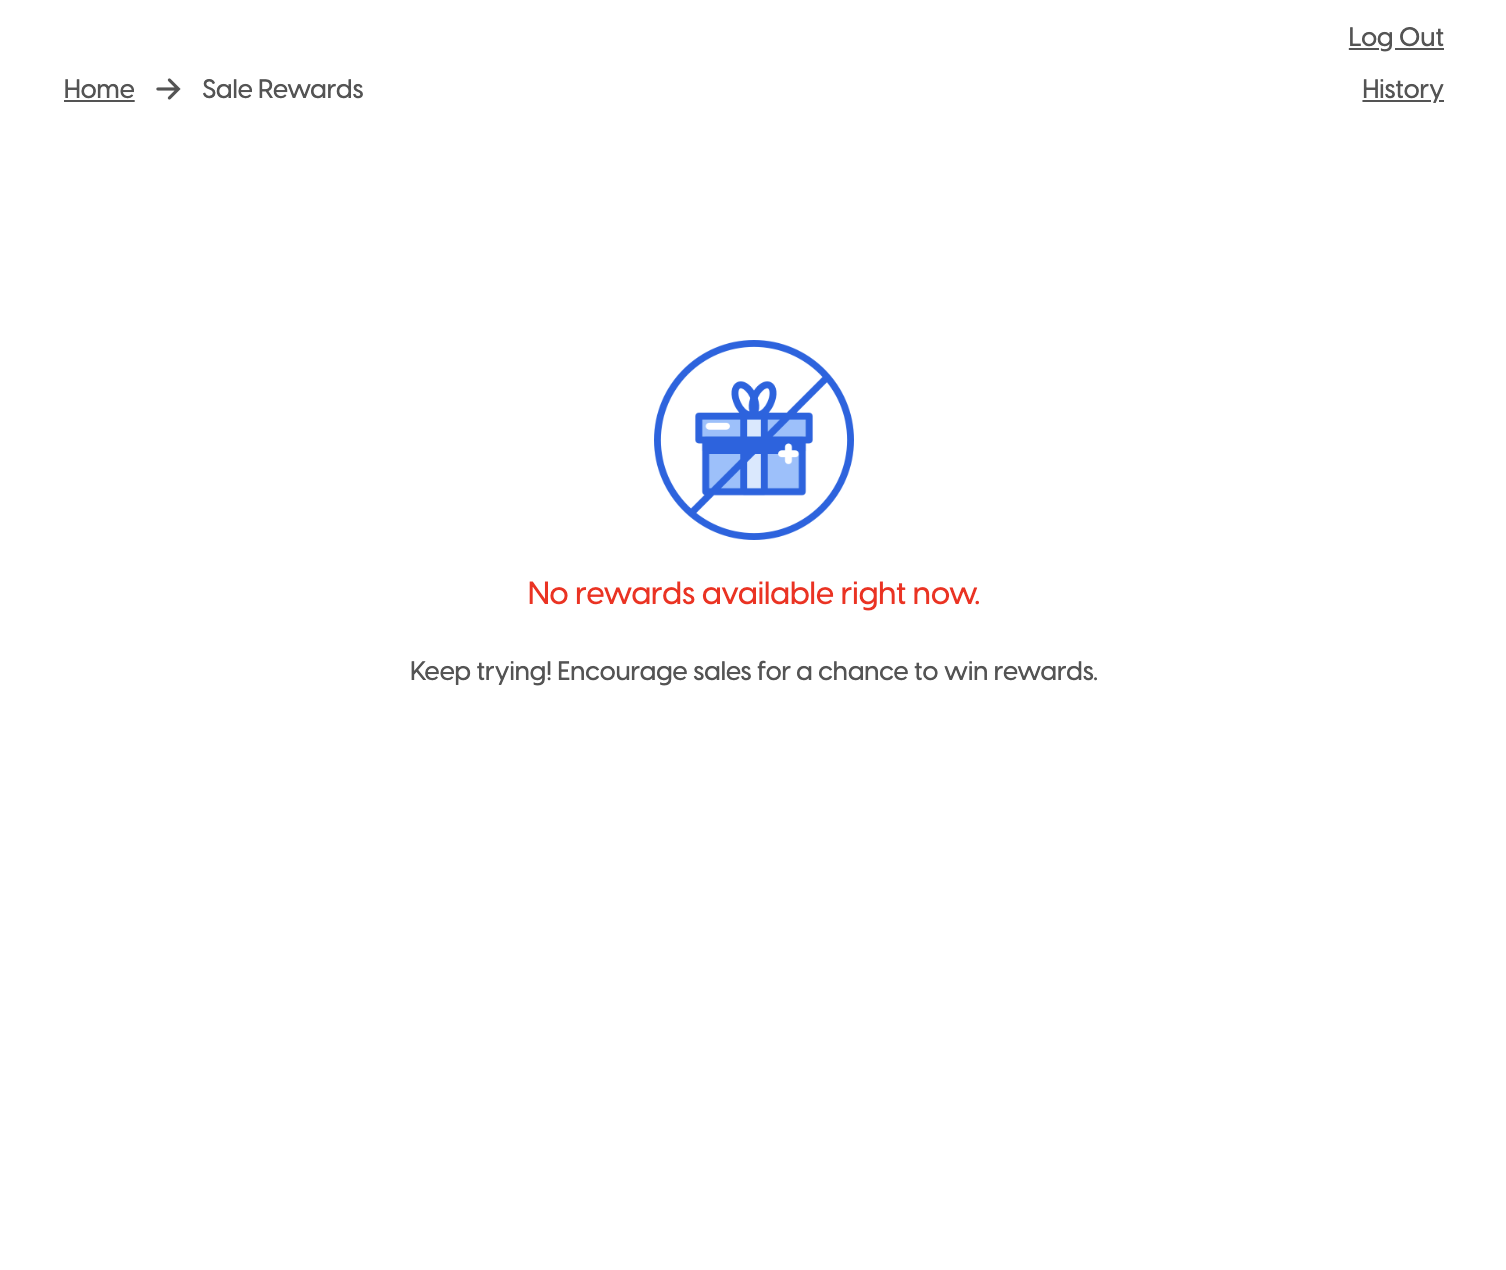 Log Out
Home → Sale Rewards
History
No rewards available right now.
Keep trying! Encourage sales for a chance to win rewards.